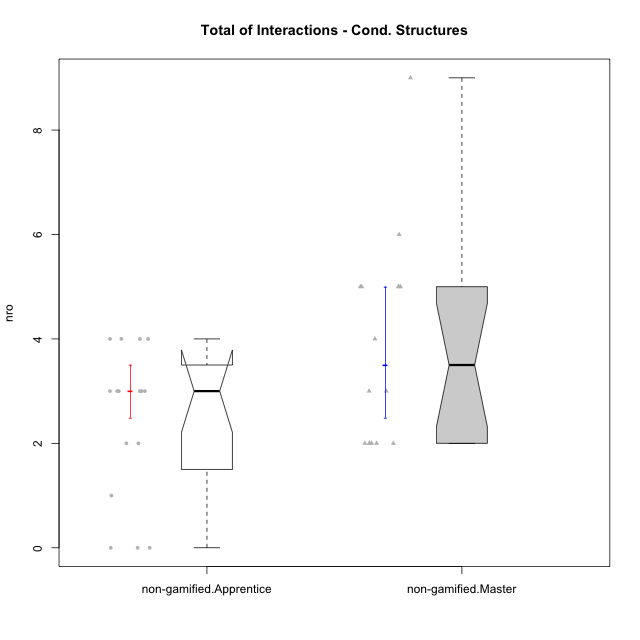 Total of Interactions - Cond. Structures
nro
8
6
4
2
0
non-gamified.Apprentice
non-gamified.Master